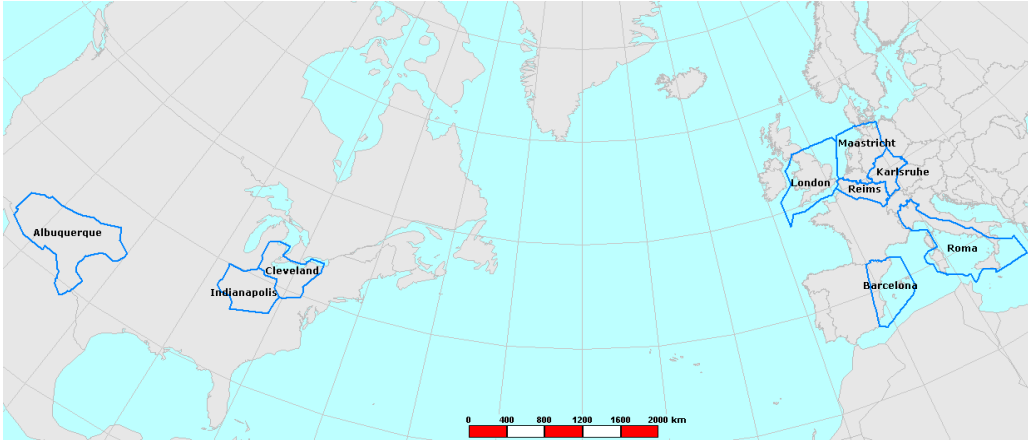 Maastricht
Karlsruhe
London
Reims
Albuquerque
Roma
Cleveland
Indianapolis
Barcelona
0 400 800 1200 1600 2000 km